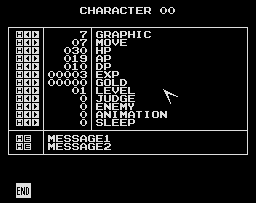 CHARACTER 00
7 GRAPHIC
07 MOVE
030 HP
019 AP
010 DP
00003 EXP
00000 GOLD
01 LEVEL
0 JUDGE
0 ENEMY
0 ANIMATION
0 SLEEP
MESSAGE1
MESSAGE2
END